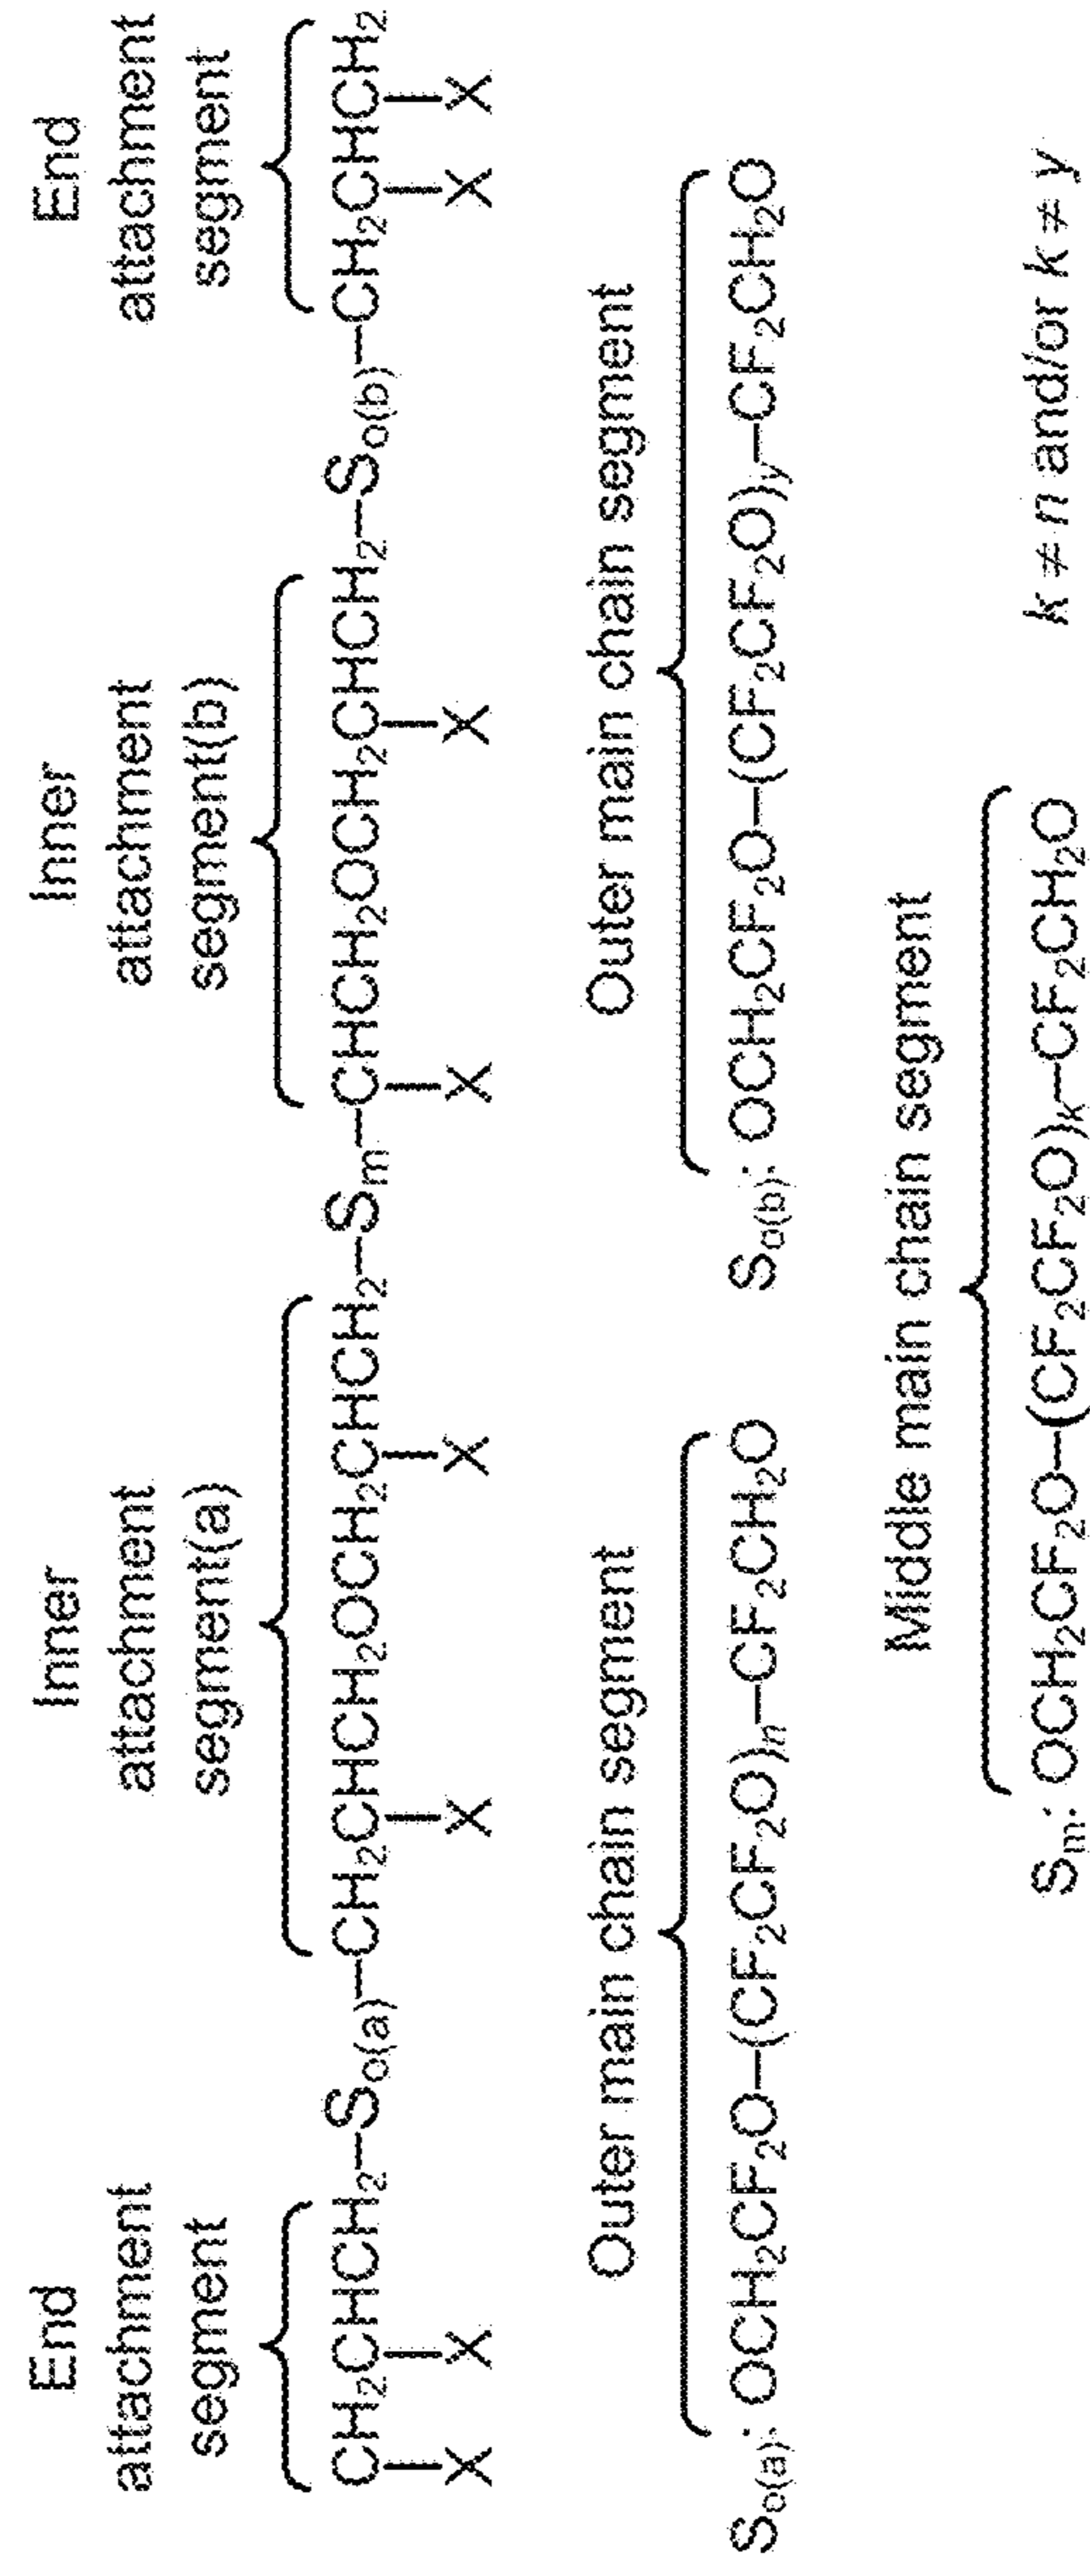 End attachment segment
Inner attachment segment(a)
Inner attachment segment(b)
End attachment segment
CH₂CHCH₂–Sₒ₍ₐ₎–CH₂CHCH₂OCH₂CHCH₂–Sₘ–CHCH₂OCH₂CHCH₂–S₀₍b₎–CH₂CHCH₂
X X X X X X X X
Outer main chain segment
Outer main chain segment
Sₒ₍ₐ₎: OCH₂CF₂O–(CF₂CF₂O)ₙ–CF₂CH₂O
Sₒ₍b₎: OCH₂CF₂O–(CF₂CF₂O)y–CF₂CH₂O
Middle main chain segment
Sₘ: OCH₂CF₂O–(CF₂CF₂O)ₖ–CF₂CH₂O
k ≠ n and/or k ≠ y